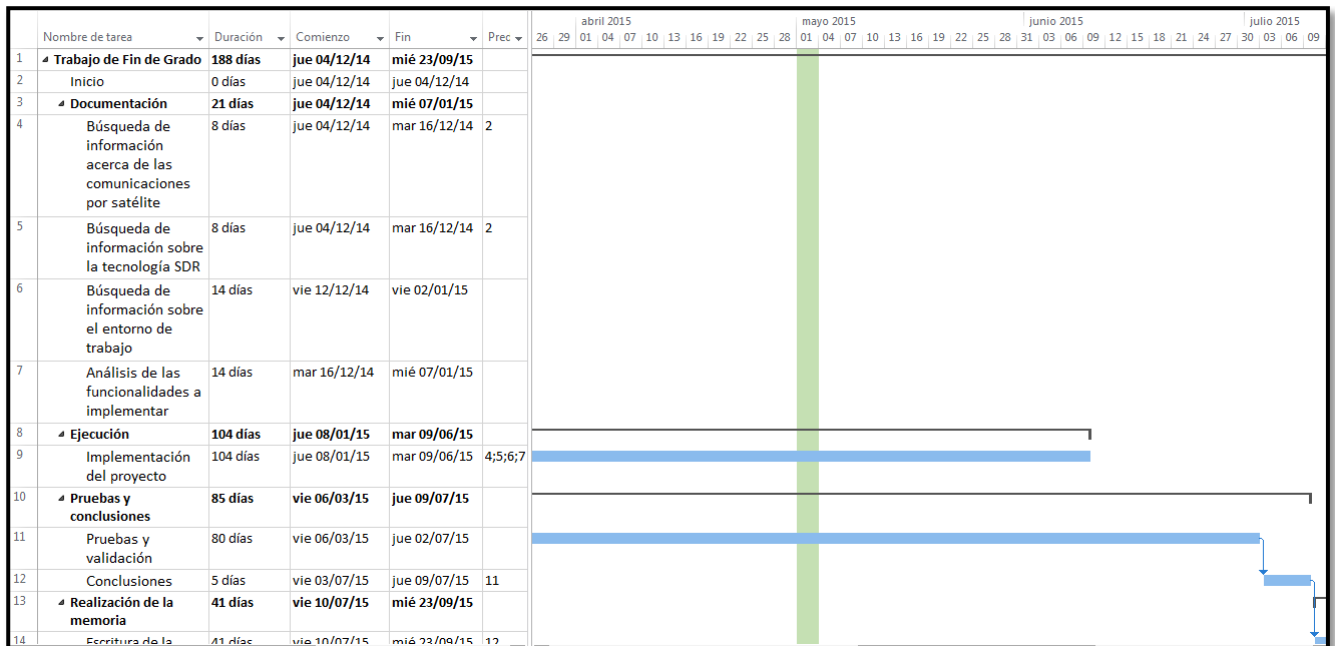 abril 2015 mayo 2015 junio 2015 julio 2015
Nombre de tarea Duración Comienzo Fin Prec 26 29 01 04 07 10 13 16 19 22 25 28 01 04 07 10 13 16 19 22 25 28 31 03 06 09 12 15 18 21 24 27 30 03 06 09
1 Trabajo de Fin de Grado 188 días jue 04/12/14 mié 23/09/15
2 Inicio 0 días jue 04/12/14 jue 04/12/14
3 Documentación 21 días jue 04/12/14 mié 07/01/15
4 Búsqueda de 8 días jue 04/12/14 mar 16/12/14 2
información
acerca de las
comunicaciones
por satélite
5 Búsqueda de 8 días jue 04/12/14 mar 16/12/14 2
información sobre
la tecnología SDR
6 Búsqueda de 14 días vie 12/12/14 vie 02/01/15
información sobre
el entorno de
trabajo
7 Análisis de las 14 días mar 16/12/14 mié 07/01/15
funcionalidades a
implementar
8 Ejecución 104 días jue 08/01/15 mar 09/06/15
9 Implementación 104 días jue 08/01/15 mar 09/06/15 4;5;6;7
del proyecto
10 Pruebas y 85 días vie 06/03/15 jue 09/07/15
conclusiones
11 Pruebas y 80 días vie 06/03/15 jue 02/07/15
validación
12 Conclusiones 5 días vie 03/07/15 jue 09/07/15 11
13 Realización de la 41 días vie 10/07/15 mié 23/09/15
memoria
14 Escritura de la 41 días vie 10/07/15 mié 23/09/15 12